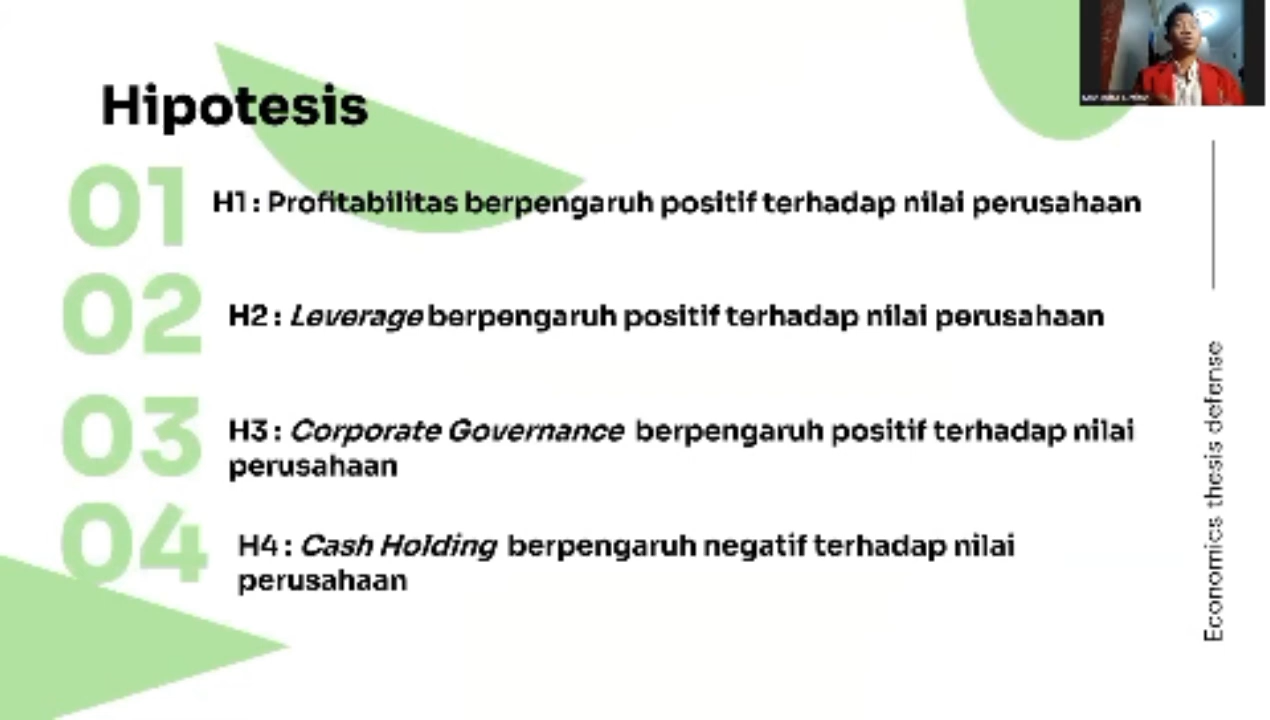 Hipotesis
01
H1 : Profitabilitas berpengaruh positif terhadap nilai perusahaan
02
H2 : Leverage berpengaruh positif terhadap nilai perusahaan
03
H3 : Corporate Governance berpengaruh positif terhadap nilai
perusahaan
04
H4 : Cash Holding berpengaruh negatif terhadap nilai
perusahaan
Economics thesis defense